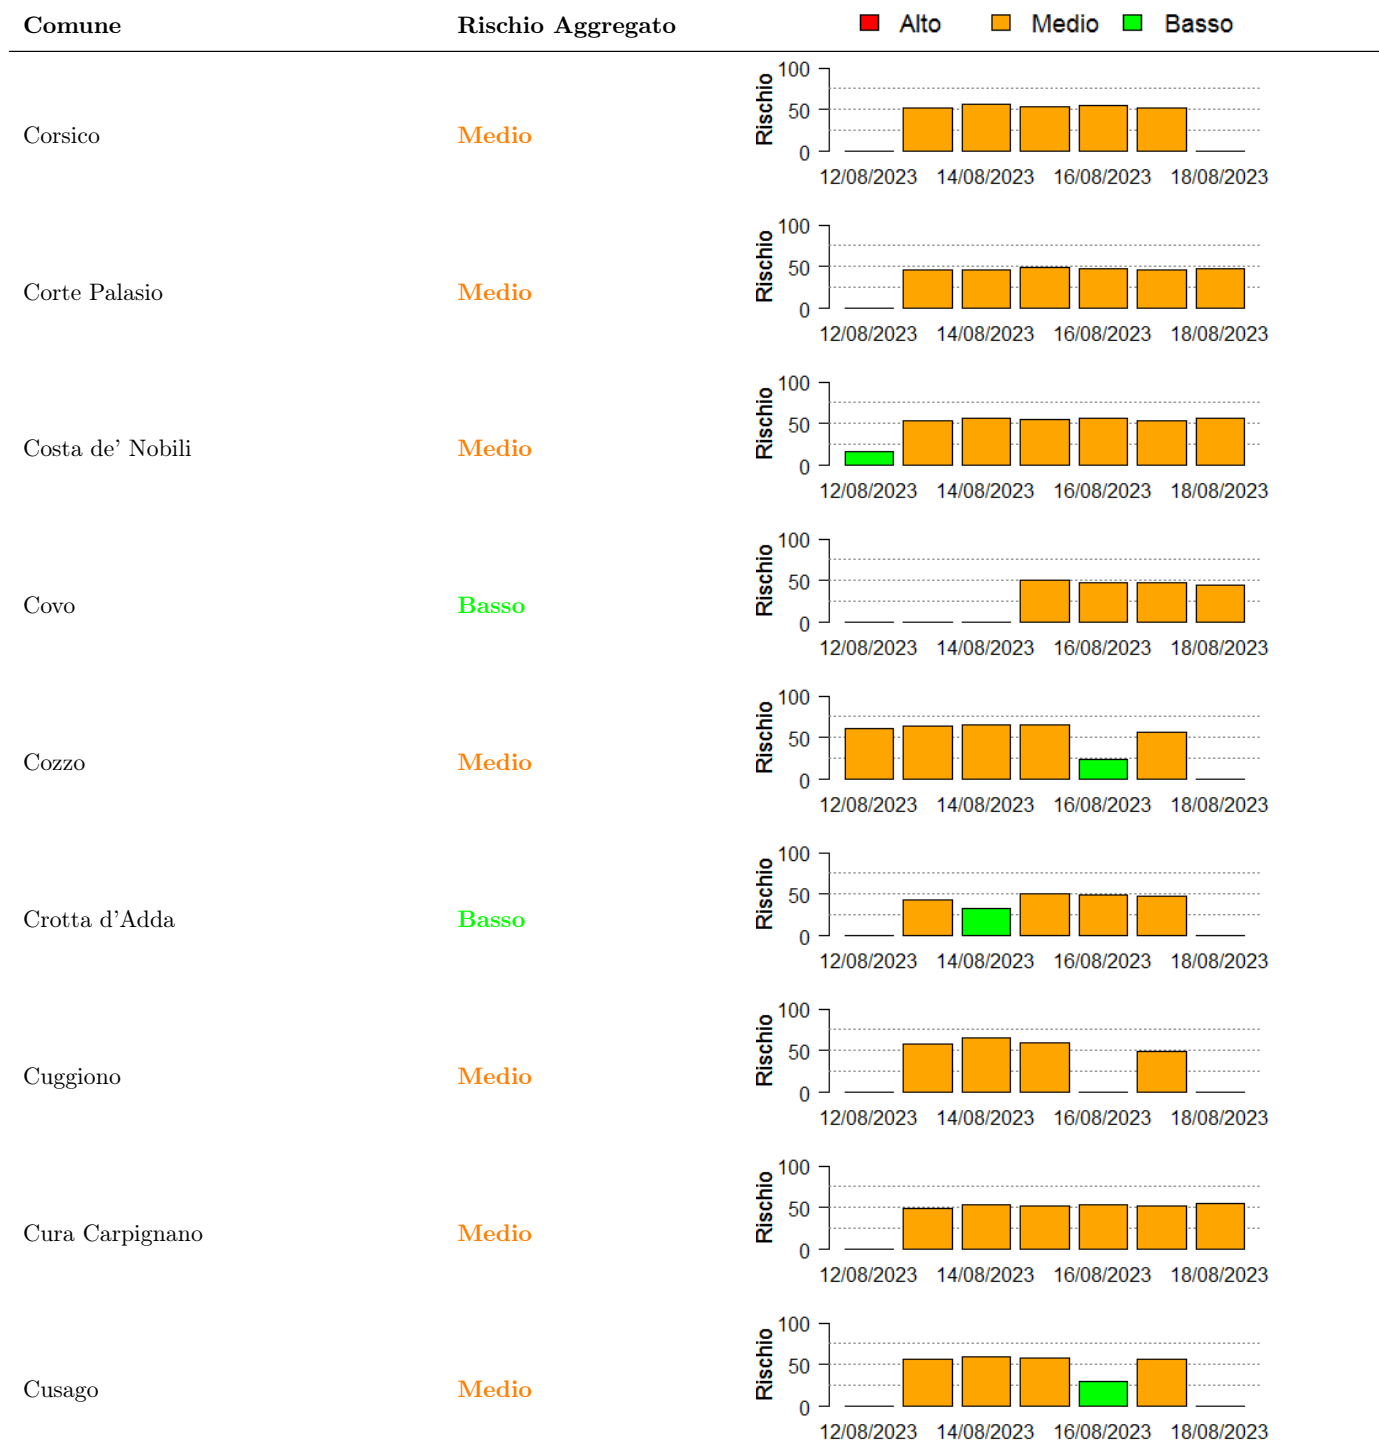 Comune Rischio Aggregato Alto Medio Basso
100
50
0
Rischio
Corsico Medio
12/08/2023 14/08/2023 16/08/2023 18/08/2023
100
50
0
Rischio
Corte Palasio Medio
12/08/2023 14/08/2023 16/08/2023 18/08/2023
100
50
0
Rischio
Costa de' Nobili Medio
12/08/2023 14/08/2023 16/08/2023 18/08/2023
100
50
0
Rischio
Covo Basso
12/08/2023 14/08/2023 16/08/2023 18/08/2023
100
50
0
Rischio
Cozzo Medio
12/08/2023 14/08/2023 16/08/2023 18/08/2023
100
50
0
Rischio
Crotta d'Adda Basso
12/08/2023 14/08/2023 16/08/2023 18/08/2023
100
50
0
Rischio
Cuggiono Medio
12/08/2023 14/08/2023 16/08/2023 18/08/2023
100
50
0
Rischio
Cura Carpignano Medio
12/08/2023 14/08/2023 16/08/2023 18/08/2023
100
50
0
Rischio
Cusago Medio
12/08/2023 14/08/2023 16/08/2023 18/08/2023